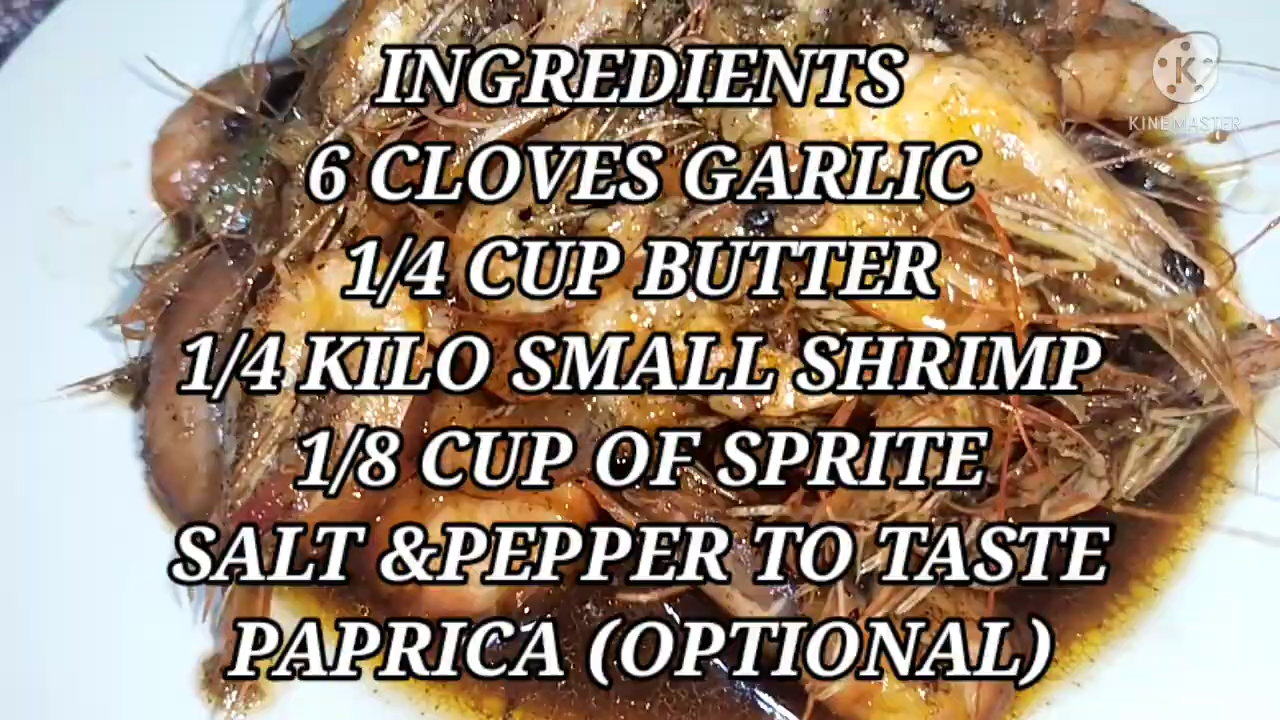 INGREDIENTS
6 CLOVES GARLIC
1/4 CUP BUTTER
1/4 KILO SMALL SHRIMP
1/8 CUP OF SPRITE
SALT &PEPPER TO TASTE
PAPRICA (OPTIONAL)
K
KINEMASTER